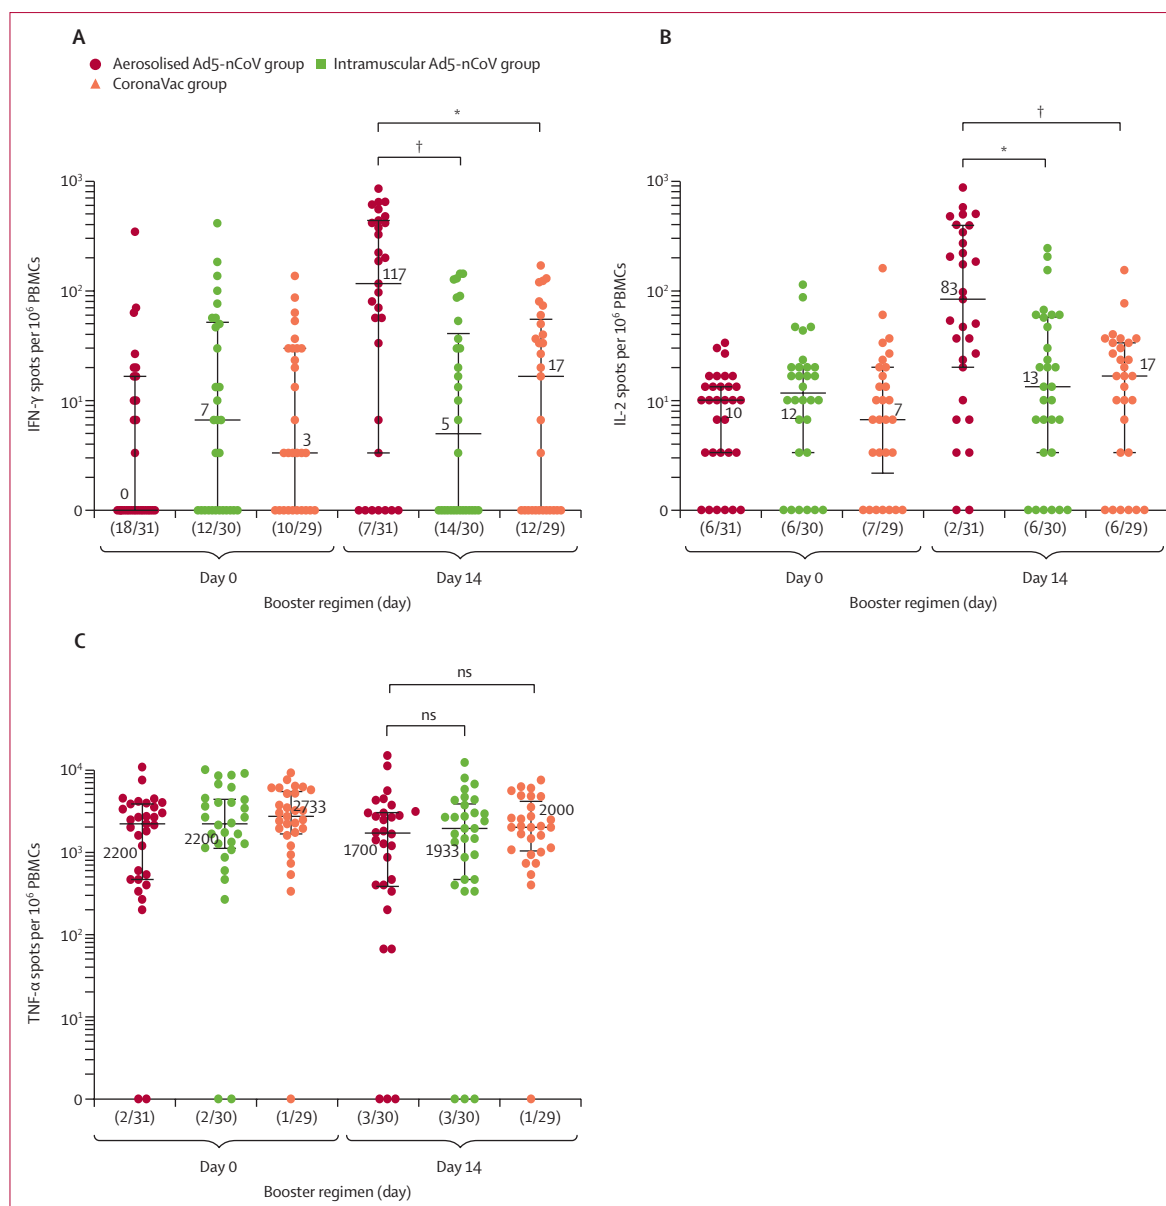 A
Aerosolised Ad5-nCoV group
Intramuscular Ad5-nCoV group
CoronaVac group
*
†
IFN-γ spots per 10⁶ PBMCs
10³
10²
10¹
0
0
7
3
117
5
17
(18/31)
(12/30)
(10/29)
(7/31)
(14/30)
(12/29)
Day 0
Day 14
Booster regimen (day)
B
†
*
IL-2 spots per 10⁶ PBMCs
10³
10²
10¹
0
10
12
7
83
13
17
(6/31)
(6/30)
(7/29)
(2/31)
(6/30)
(6/29)
Day 0
Day 14
Booster regimen (day)
C
ns
ns
TNF-α spots per 10⁶ PBMCs
10⁴
10³
10²
10¹
0
2200
2200
2733
1700
1933
2000
(2/31)
(2/30)
(1/29)
(3/30)
(3/30)
(1/29)
Day 0
Day 14
Booster regimen (day)